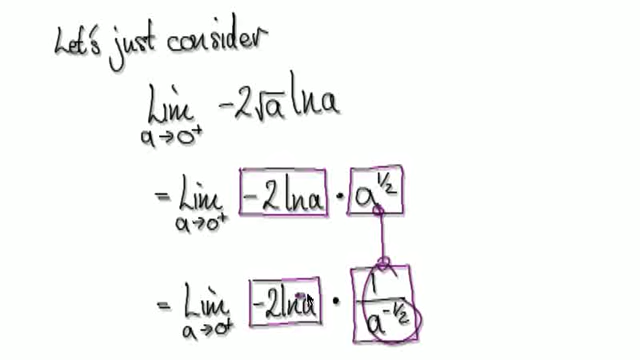 Let's just consider
Lim a→0⁺ -2√a ln a
= Lim a→0⁺ -2 ln a · a^{1/2}
= Lim a→0⁺ -2 ln a · 1/a^{-1/2}